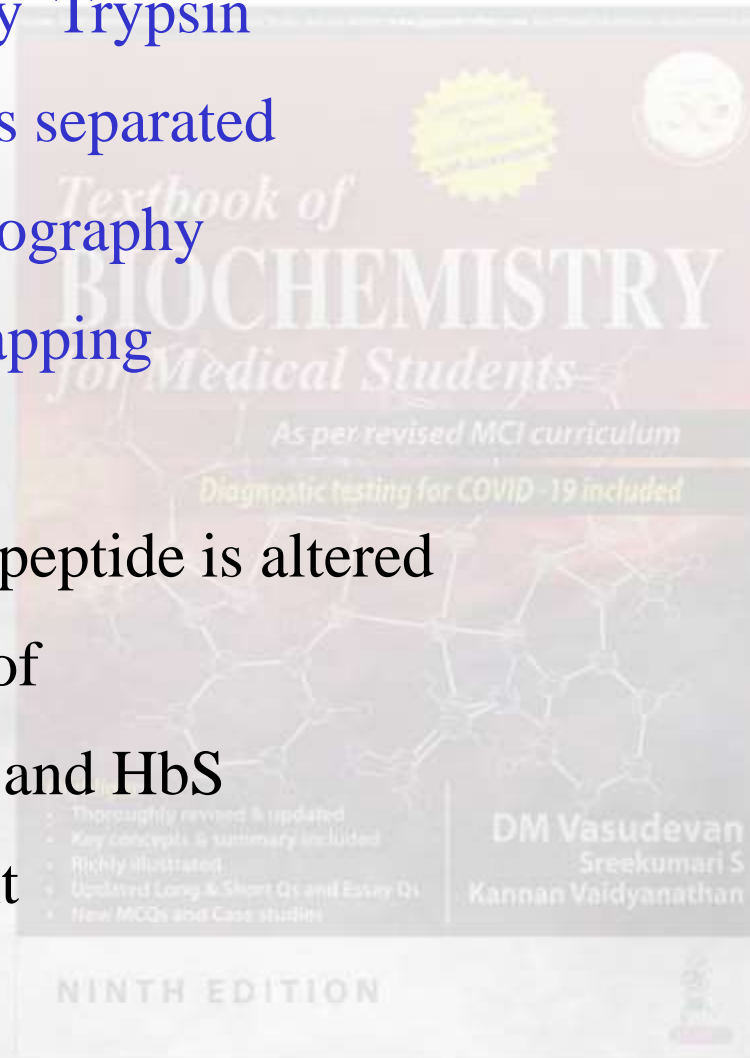 y Trypsin
s separated
Textbook of
ography
BIOCHEMISTRY
apping
for Medical Students
As per revised MCI curriculum
Diagnostic testing for COVID -19 included
peptide is altered
of
and HbS
Thoroughly revised & updated
Key concepts & summary included
DM Vasudevan
Richly illustrated
Sreekumari S
t
Updated Long & Short Qs and Essay Qs
Kannan Vaidyanathan
New MCQs and Case studies
NINTH EDITION